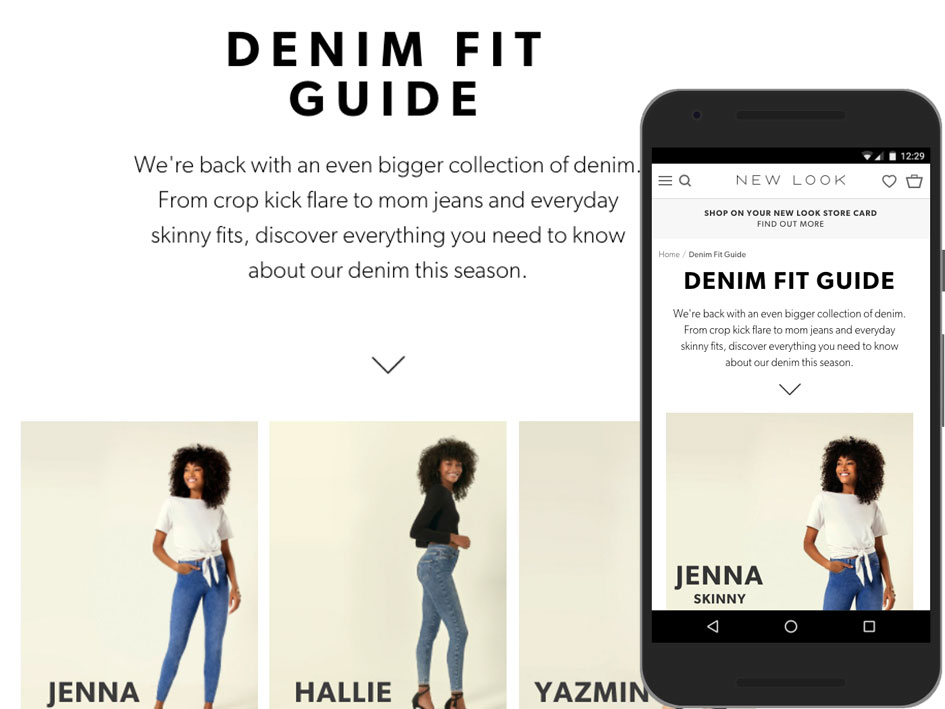 DENIM FIT
GUIDE
We're back with an even bigger collection of denim.
From crop kick flare to mom jeans and everyday
skinny fits, discover everything you need to know
about our denim this season.
JENNA
HALLIE
YAZMIN
12:29
NEW LOOK
SHOP ON YOUR NEW LOOK STORE CARD
FIND OUT MORE
Home / Denim Fit Guide
DENIM FIT GUIDE
We're back with an even bigger collection of denim.
From crop kick flare to mom jeans and everyday
skinny fits, discover everything you need to know
about our denim this season.
JENNA
SKINNY